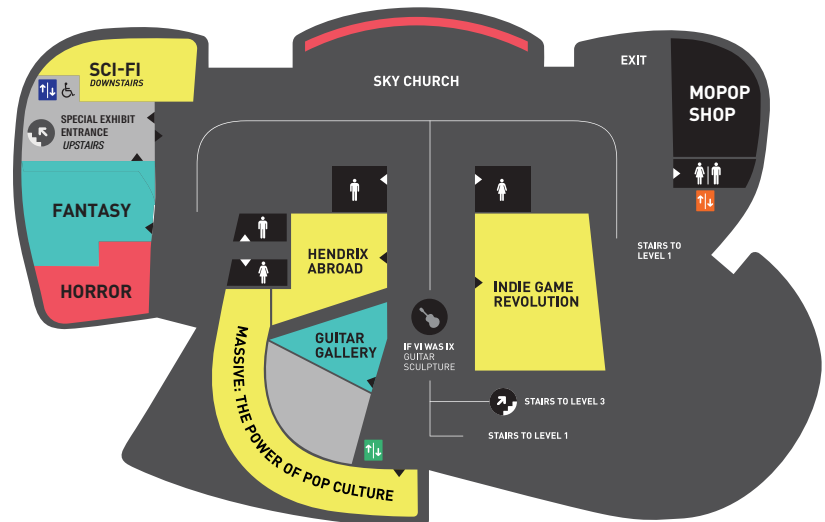 SCI-FI
DOWNSTAIRS
SPECIAL EXHIBIT
ENTRANCE
UPSTAIRS
FANTASY
HORROR
SKY CHURCH
EXIT
MOPOP
SHOP
STAIRS TO
LEVEL 1
HENDRIX
ABROAD
INDIE GAME
REVOLUTION
GUITAR
GALLERY
IF VI WAS IX
GUITAR
SCULPTURE
MASSIVE: THE POWER OF POP CULTURE
STAIRS TO LEVEL 3
STAIRS TO LEVEL 1